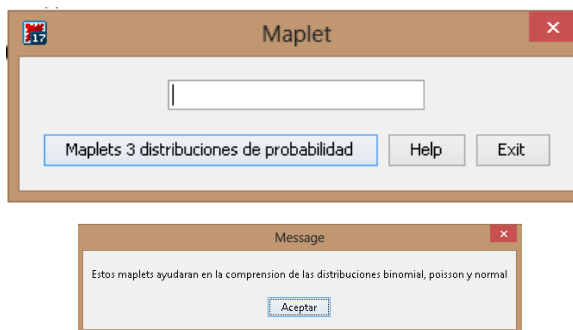 17
Maplet
Maplets 3 distribuciones de probabilidad Help Exit
Message
Estos maplets ayudaran en la comprension de las distribuciones binomial, poisson y normal
Aceptar